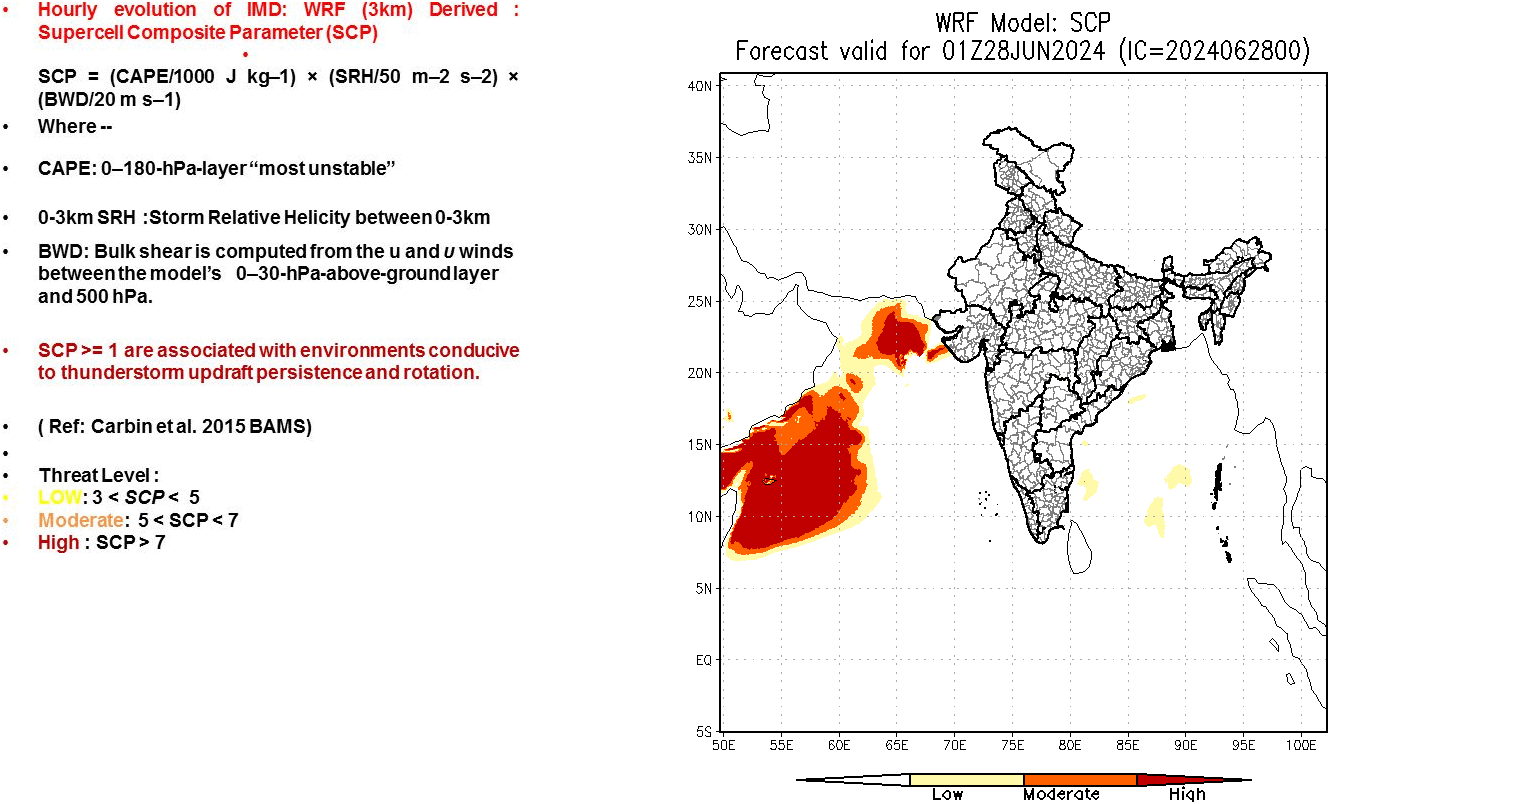 Hourly evolution of IMD: WRF (3km) Derived :
Supercell Composite Parameter (SCP)
SCP = (CAPE/1000 J kg–1) × (SRH/50 m–2 s–2) ×
(BWD/20 m s–1)
Where --
CAPE: 0–180-hPa-layer “most unstable”
0-3km SRH :Storm Relative Helicity between 0-3km
BWD: Bulk shear is computed from the u and υ winds
between the model’s 0–30-hPa-above-ground layer
and 500 hPa.
SCP >= 1 are associated with environments conducive
to thunderstorm updraft persistence and rotation.
( Ref: Carbin et al. 2015 BAMS)
Threat Level :
LOW: 3 < SCP < 5
Moderate: 5 < SCP < 7
High : SCP > 7
WRF Model: SCP
Forecast valid for 01Z28JUN2024 (IC=2024062800)
40N
35N
30N
25N
20N
15N
10N
5N
EQ
5S
50E 55E 60E 65E 70E 75E 80E 85E 90E 95E 100E
Low Moderate High